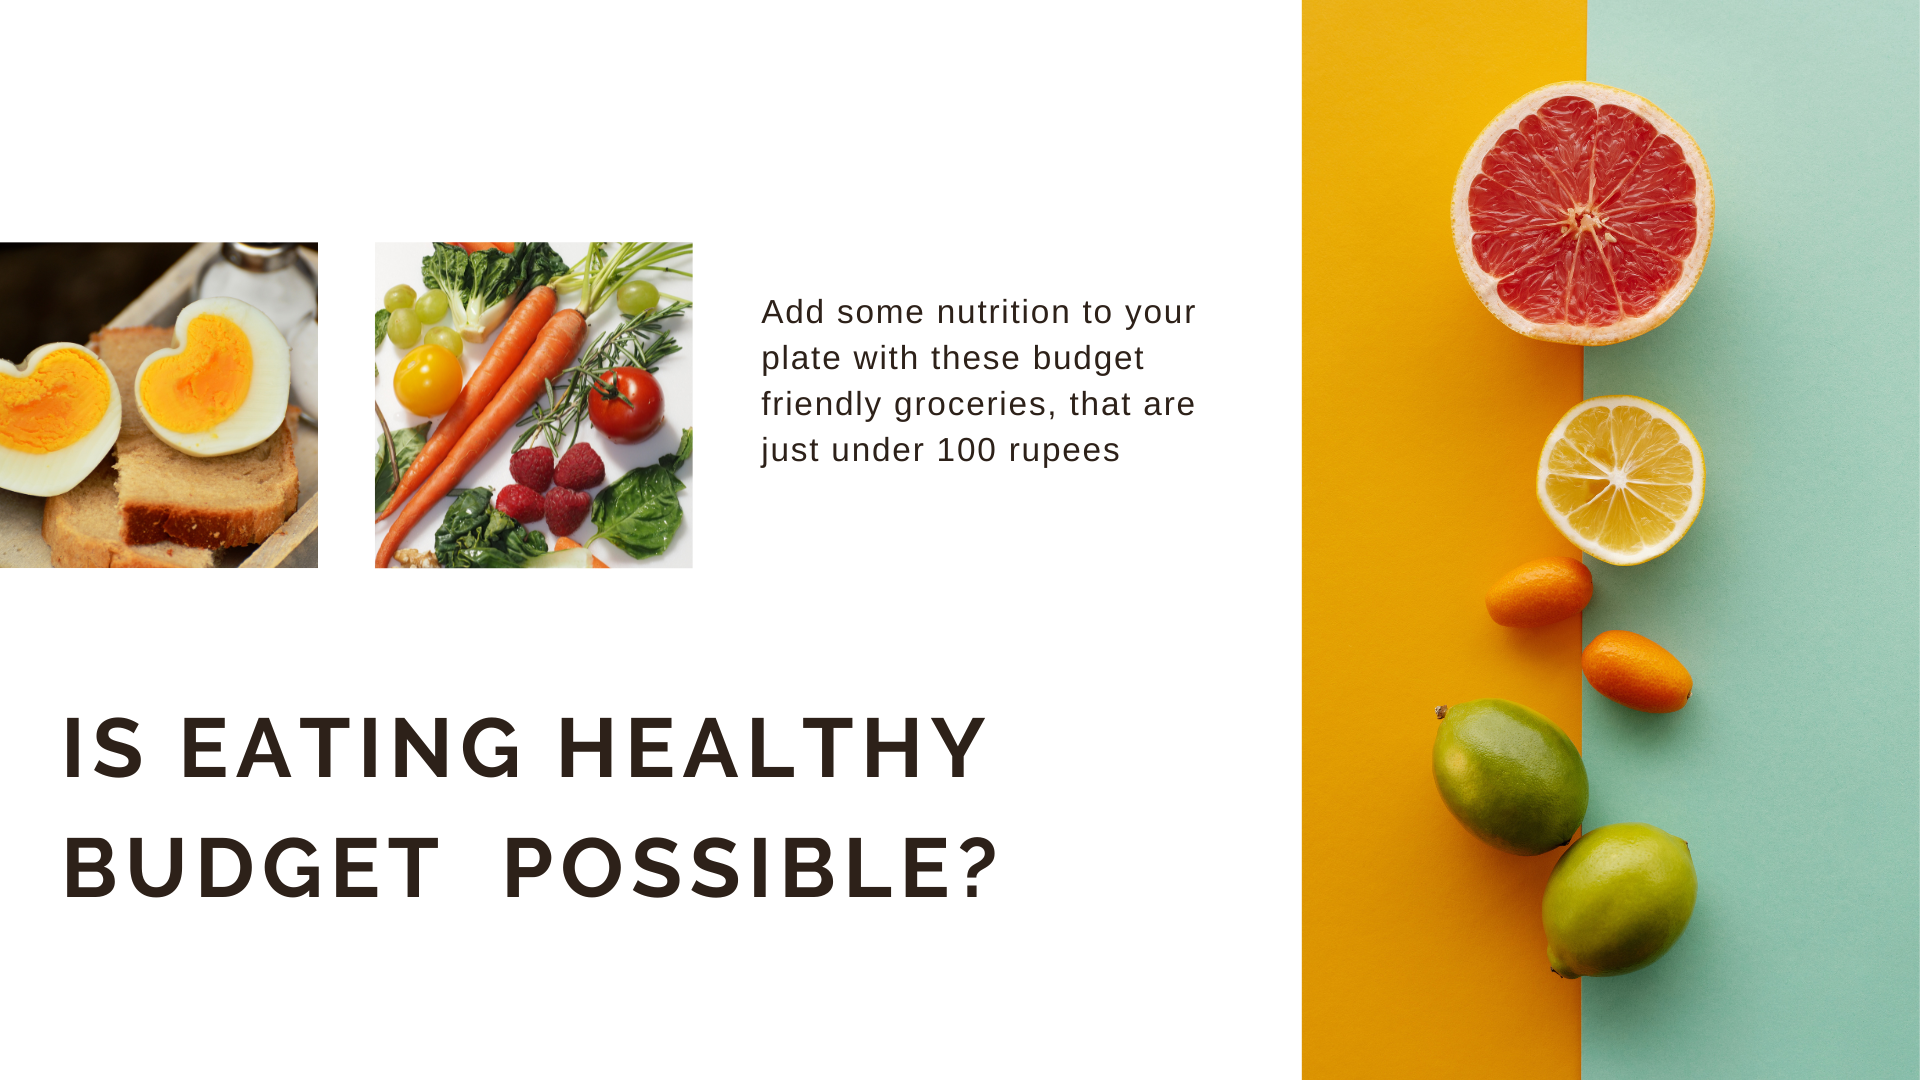 Add some nutrition to your
plate with these budget
friendly groceries, that are
just under 100 rupees
IS EATING HEALTHY
BUDGET  POSSIBLE?